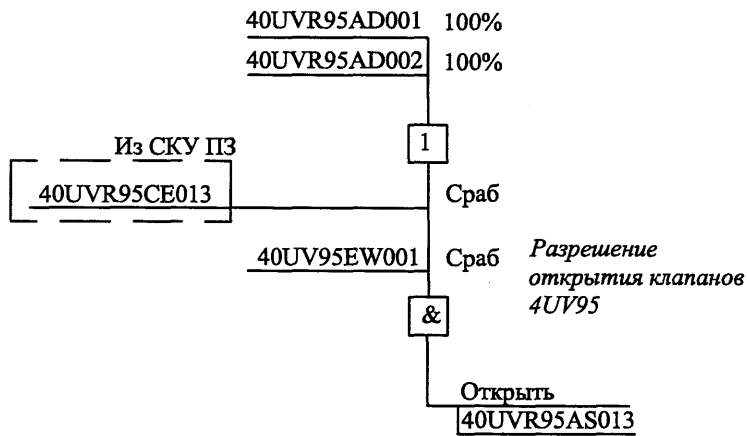 40UVR95AD001 100%
40UVR95AD002 100%
1
Из СКУ ПЗ
40UVR95CE013 Сраб
40UV95EW001 Сраб Разрешение
открытия клапанов
4UV95
&
Открыть
40UVR95AS013